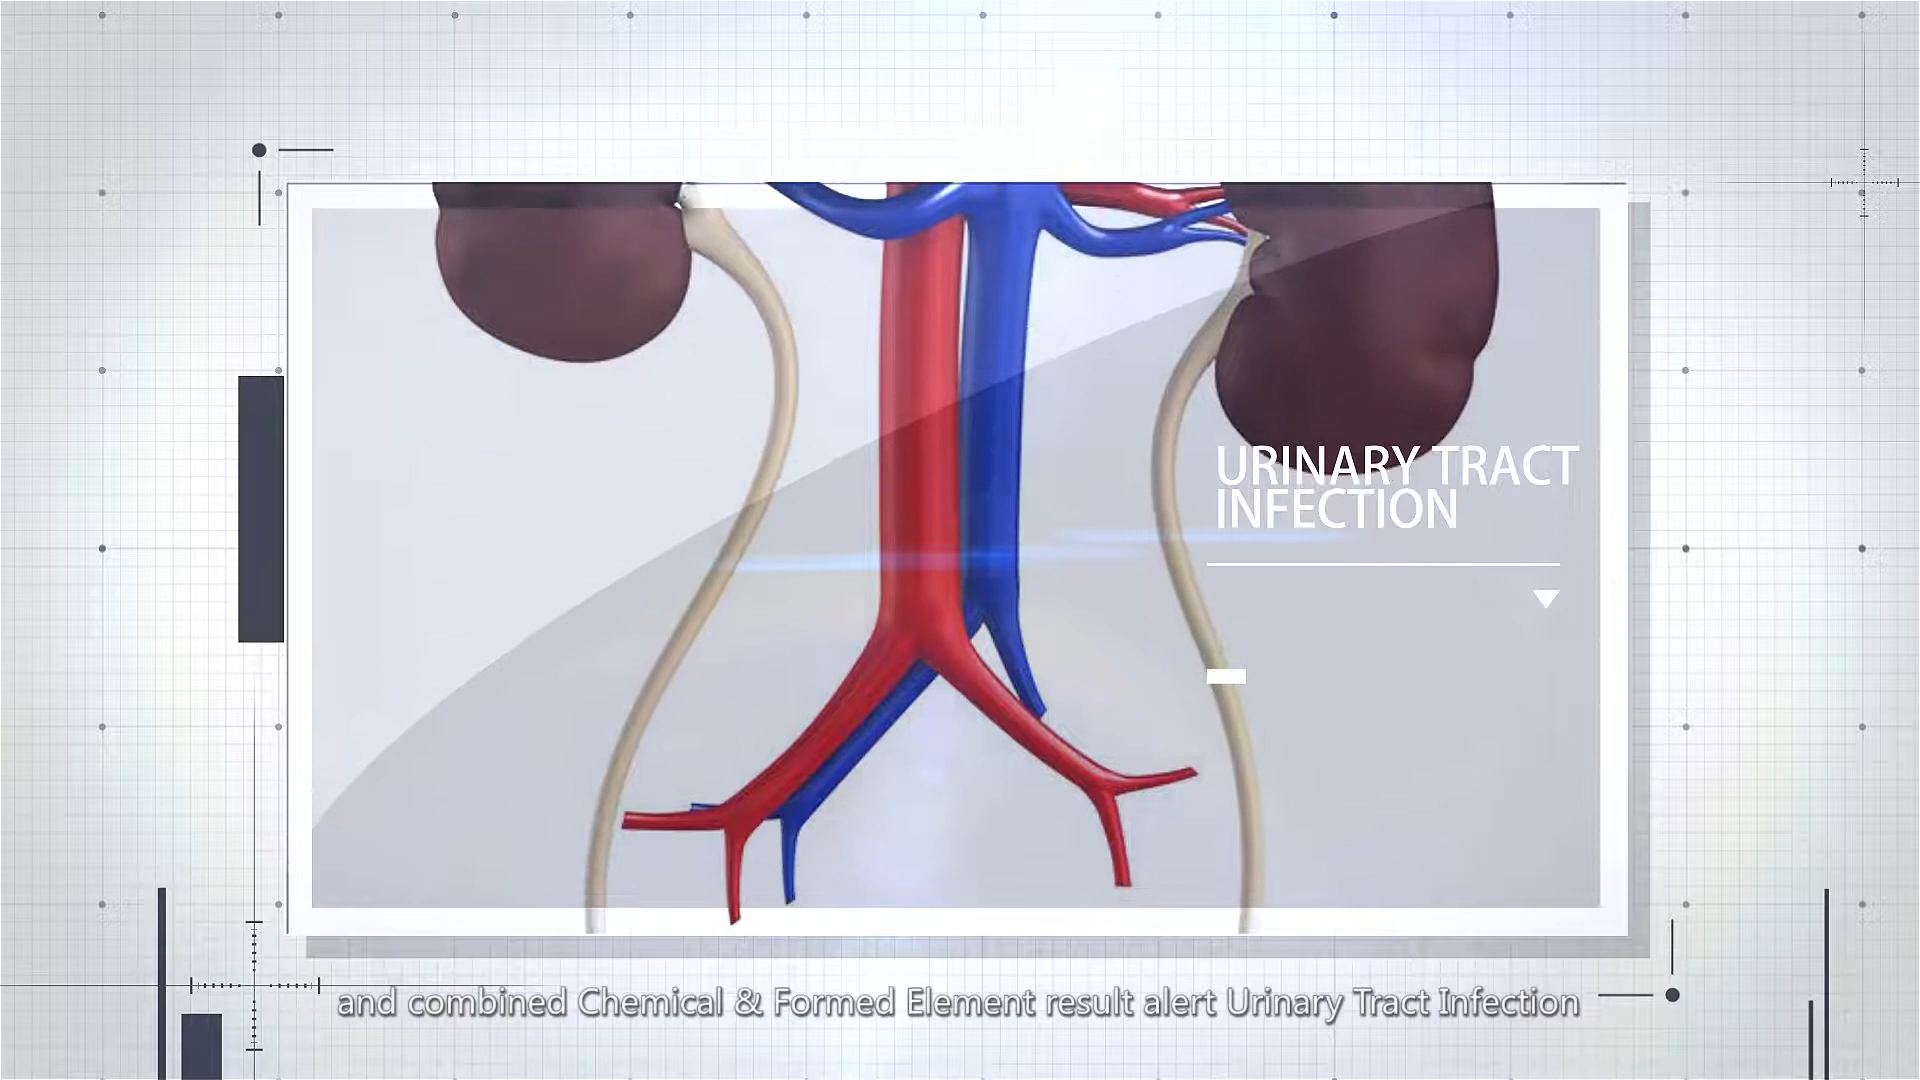 URINARY TRACT
INFECTION
and combined Chemical & Formed Element result alert Urinary Tract Infection